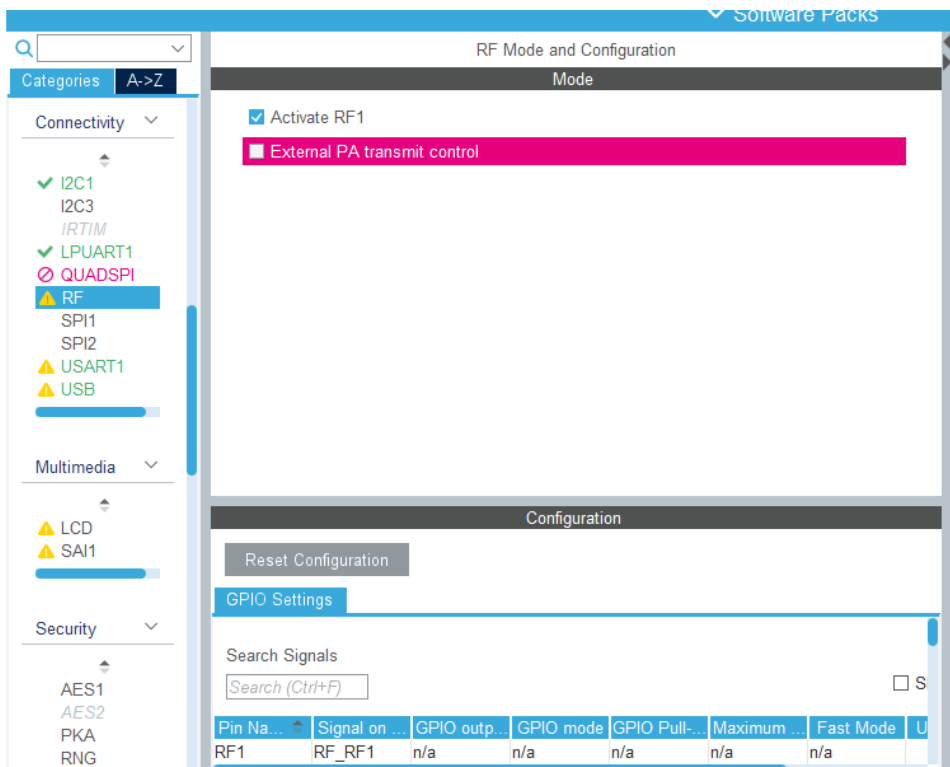 Software Packs
RF Mode and Configuration
Mode
Categories
A->Z
Connectivity
I2C1
I2C3
IRTIM
LPUART1
QUADSPI
RF
SPI1
SPI2
USART1
USB
Multimedia
LCD
SAI1
Security
AES1
AES2
PKA
RNG
Activate RF1
External PA transmit control
Configuration
Reset Configuration
GPIO Settings
Search Signals
Search (Ctrl+F)
Pin Na... Signal on ... GPIO outp... GPIO mode GPIO Pull-... Maximum ... Fast Mode U
RF1 RF_RF1 n/a n/a n/a n/a n/a